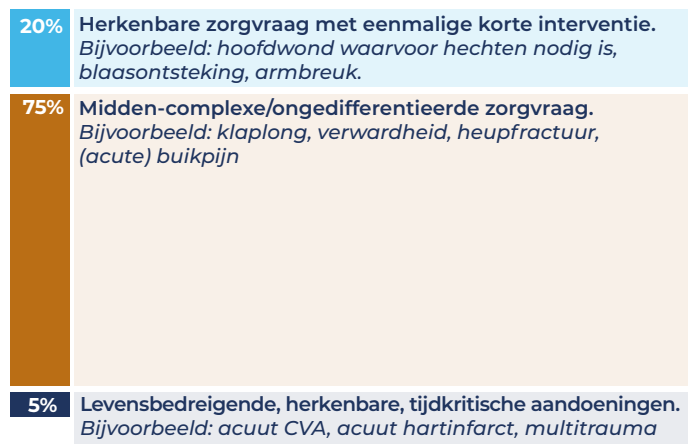 20% Herkenbare zorgvraag met eenmalige korte interventie.
Bijvoorbeeld: hoofdwond waarvoor hechten nodig is,
blaasontsteking, armbreuk.
75% Midden-complexe/ongedifferentieerde zorgvraag.
Bijvoorbeeld: klaplong, verwardheid, heupfractuur,
(acute) buikpijn
5% Levensbedreigende, herkenbare, tijdkritische aandoeningen.
Bijvoorbeeld: acuut CVA, acuut hartinfarct, multitrauma